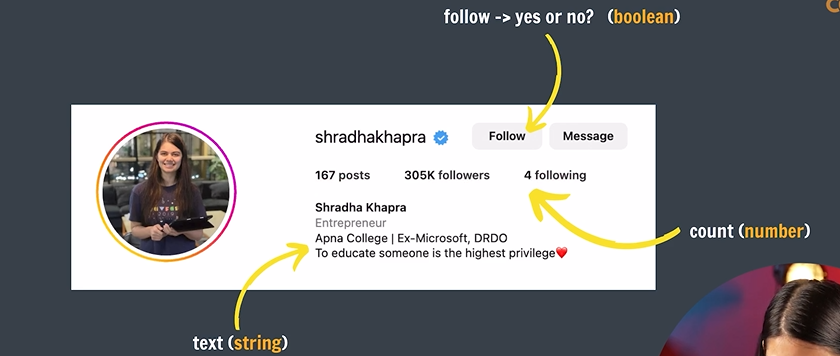 follow -> yes or no? (boolean)
shradhakhapra
Follow
Message
167 posts 305K followers 4 following
Shradha Khapra
Entrepreneur
Apna College | Ex-Microsoft, DRDO
To educate someone is the highest privilege❤️
count (number)
text (string)